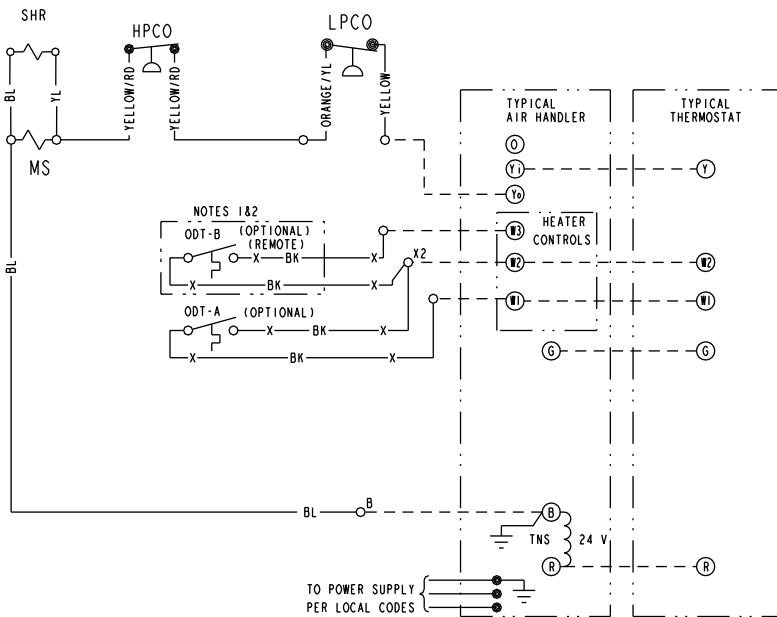 SHR
HPCO
LPCO
BL
YL
YELLOW/RD
YELLOW/RD
ORANGE/YL
YELLOW
MS
TYPICAL
AIR HANDLER
TYPICAL
THERMOSTAT
O
Yi
Y
Yo
NOTES 1&2
ODT-B (OPTIONAL)
(REMOTE)
X BK X
X BK X
X2
W3
HEATER
CONTROLS
W2
W2
W1
W1
ODT-A (OPTIONAL)
X BK X
X BK X
G
G
BL
BL
B
B
TNS 24 V
R
R
TO POWER SUPPLY
PER LOCAL CODES